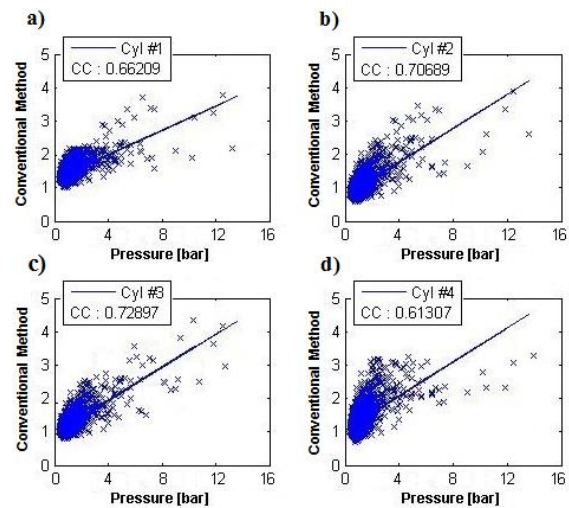 a)
Cyl #1
CC : 0.66209
Conventional Method
5
4
3
2
1
0
0 4 8 12 16
Pressure [bar]
b)
Cyl #2
CC : 0.70689
Conventional Method
5
4
3
2
1
0
0 4 8 12 16
Pressure [bar]
c)
Cyl #3
CC : 0.72897
Conventional Method
5
4
3
2
1
0
0 4 8 12 16
Pressure [bar]
d)
Cyl #4
CC : 0.61307
Conventional Method
5
4
3
2
1
0
0 4 8 12 16
Pressure [bar]